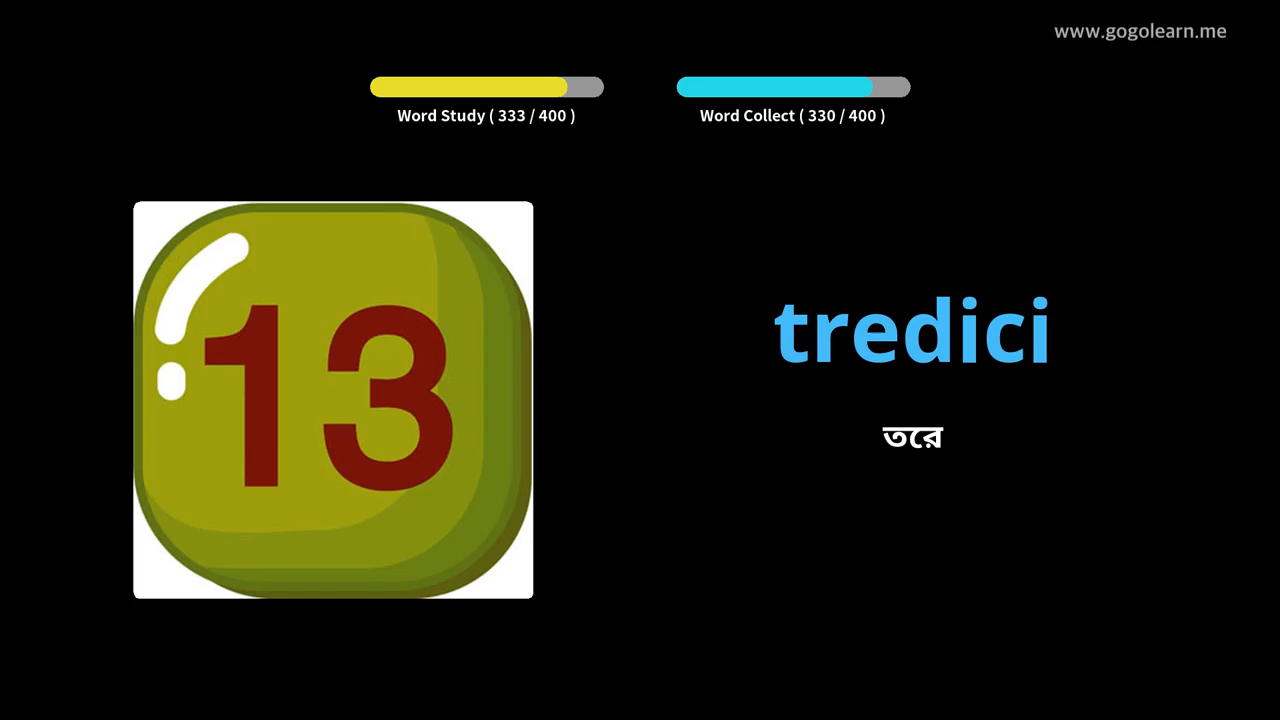 www.gogolearn.me
Word Study ( 333 / 400 )
Word Collect ( 330 / 400 )
13
tredici
তরে